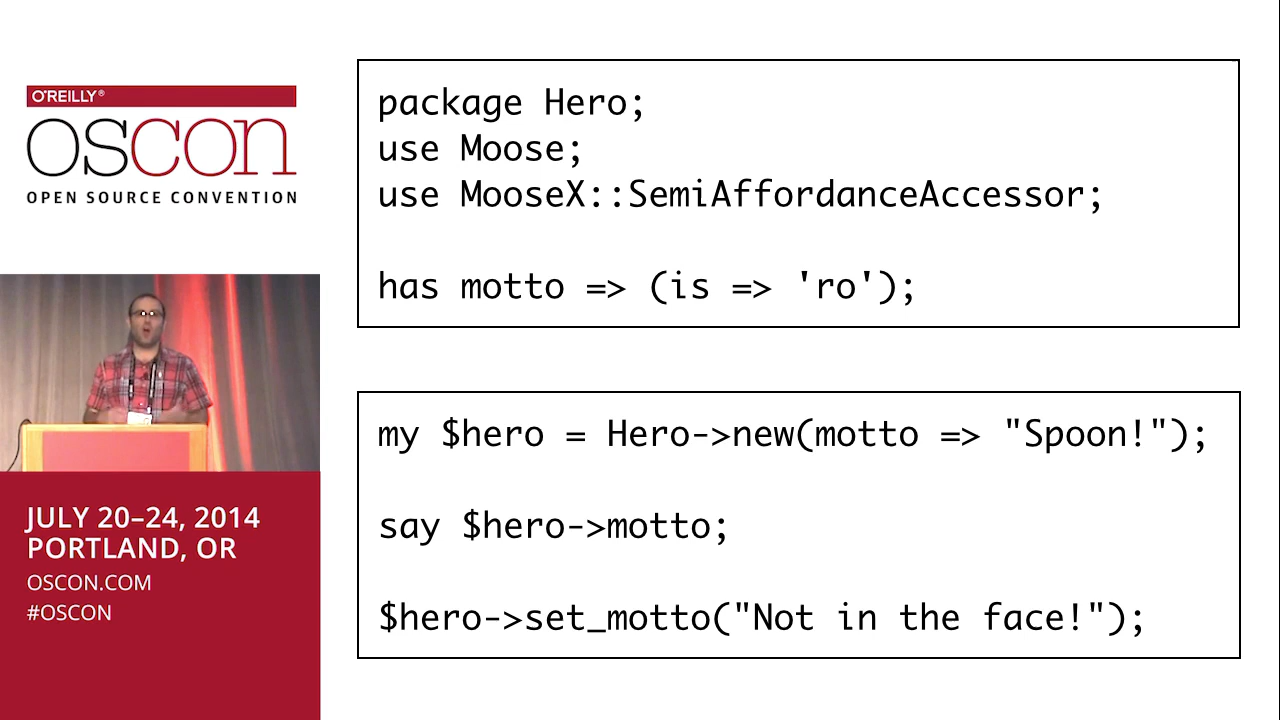 O'REILLY®
OSCON
OPEN SOURCE CONVENTION
JULY 20–24, 2014
PORTLAND, OR
OSCON.COM
#OSCON
package Hero;
use Moose;
use MooseX::SemiAffordanceAccessor;
has motto => (is => 'ro');
my $hero = Hero->new(motto => "Spoon!");
say $hero->motto;
$hero->set_motto("Not in the face!");